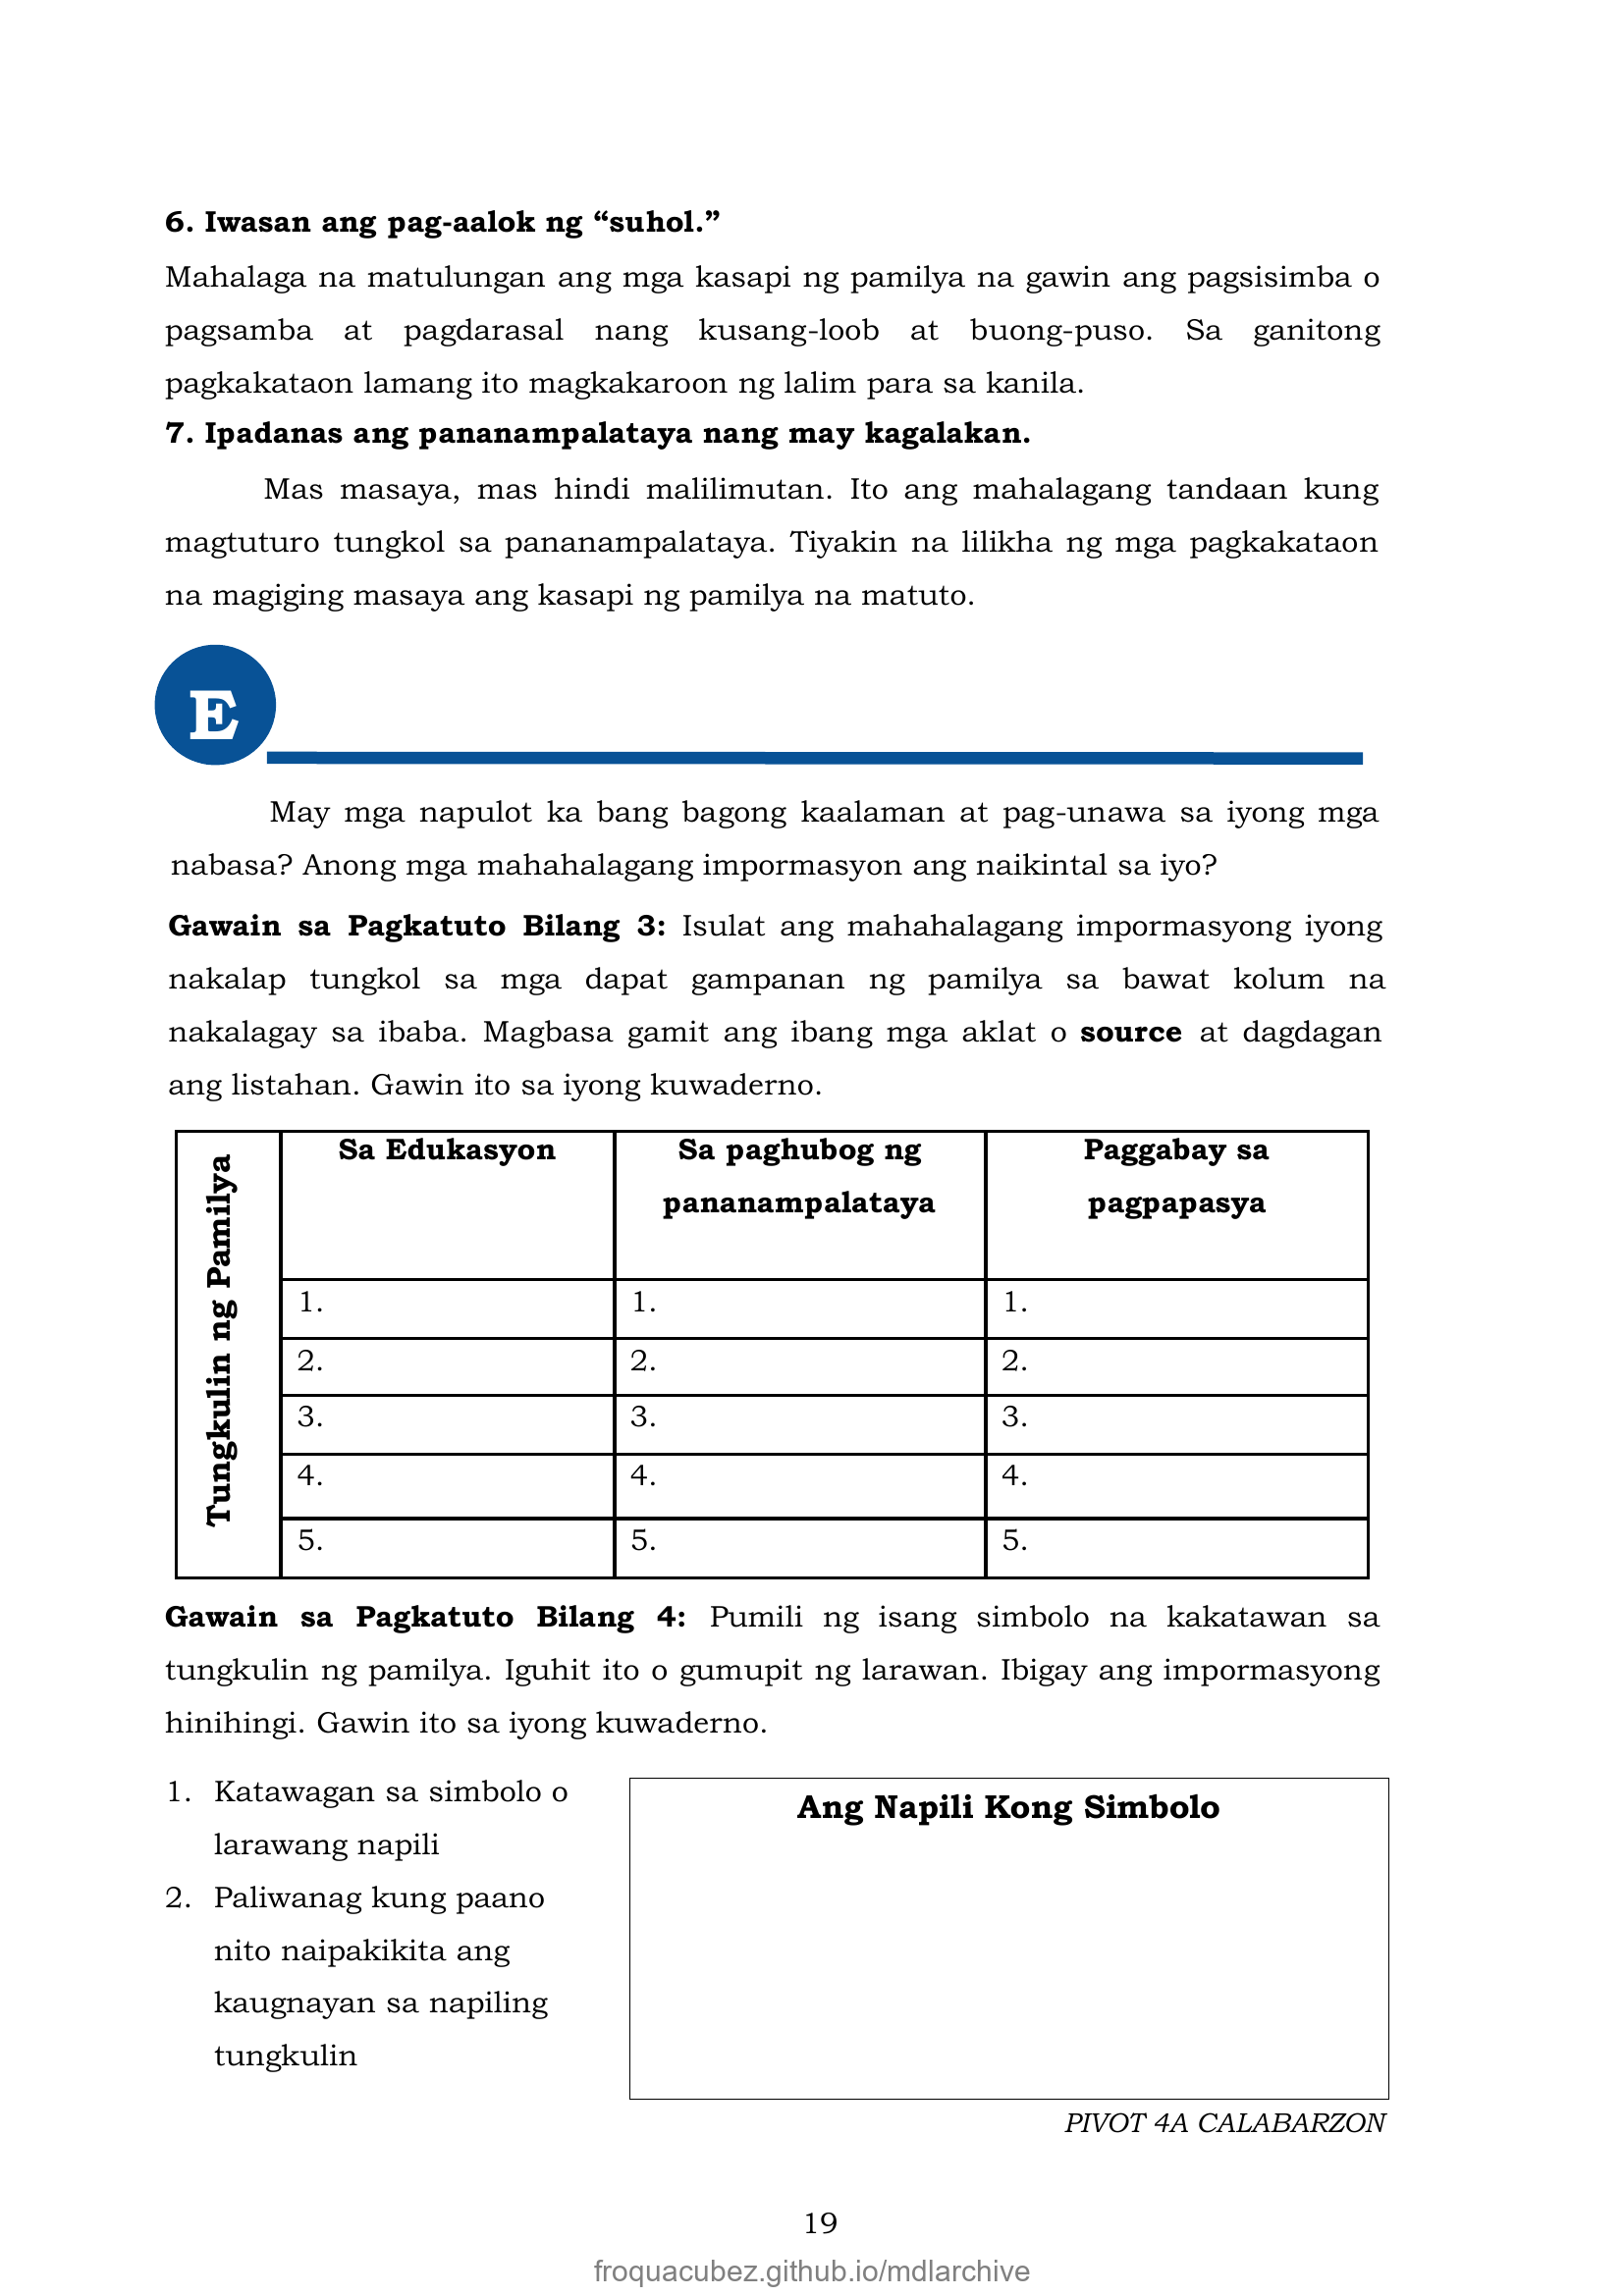 6. Iwasan ang pag-aalok ng “suhol.”
Mahalaga na matulungan ang mga kasapi ng pamilya na gawin ang pagsisimba o
pagsamba at pagdarasal nang kusang-loob at buong-puso. Sa ganitong
pagkakataon lamang ito magkakaroon ng lalim para sa kanila.
7. Ipadanas ang pananampalataya nang may kagalakan.
Mas masaya, mas hindi malilimutan. Ito ang mahalagang tandaan kung
magtuturo tungkol sa pananampalataya. Tiyakin na lilikha ng mga pagkakataon
na magiging masaya ang kasapi ng pamilya na matuto.
E
May mga napulot ka bang bagong kaalaman at pag-unawa sa iyong mga
nabasa? Anong mga mahahalagang impormasyon ang naikintal sa iyo?
Gawain sa Pagkatuto Bilang 3: Isulat ang mahahalagang impormasyong iyong
nakalap tungkol sa mga dapat gampanan ng pamilya sa bawat kolum na
nakalagay sa ibaba. Magbasa gamit ang ibang mga aklat o source at dagdagan
ang listahan. Gawin ito sa iyong kuwaderno.
Tungkulin ng Pamilya
Sa Edukasyon
Sa paghubog ng
pananampalataya
Paggabay sa
pagpapasya
1. 1. 1.
2. 2. 2.
3. 3. 3.
4. 4. 4.
5. 5. 5.
Gawain sa Pagkatuto Bilang 4: Pumili ng isang simbolo na kakatawan sa
tungkulin ng pamilya. Iguhit ito o gumupit ng larawan. Ibigay ang impormasyong
hinihingi. Gawin ito sa iyong kuwaderno.
1. Katawagan sa simbolo o
larawang napili
2. Paliwanag kung paano
nito naipakikita ang
kaugnayan sa napiling
tungkulin
Ang Napili Kong Simbolo
PIVOT 4A CALABARZON
19
froquacubez.github.io/mdlarchive